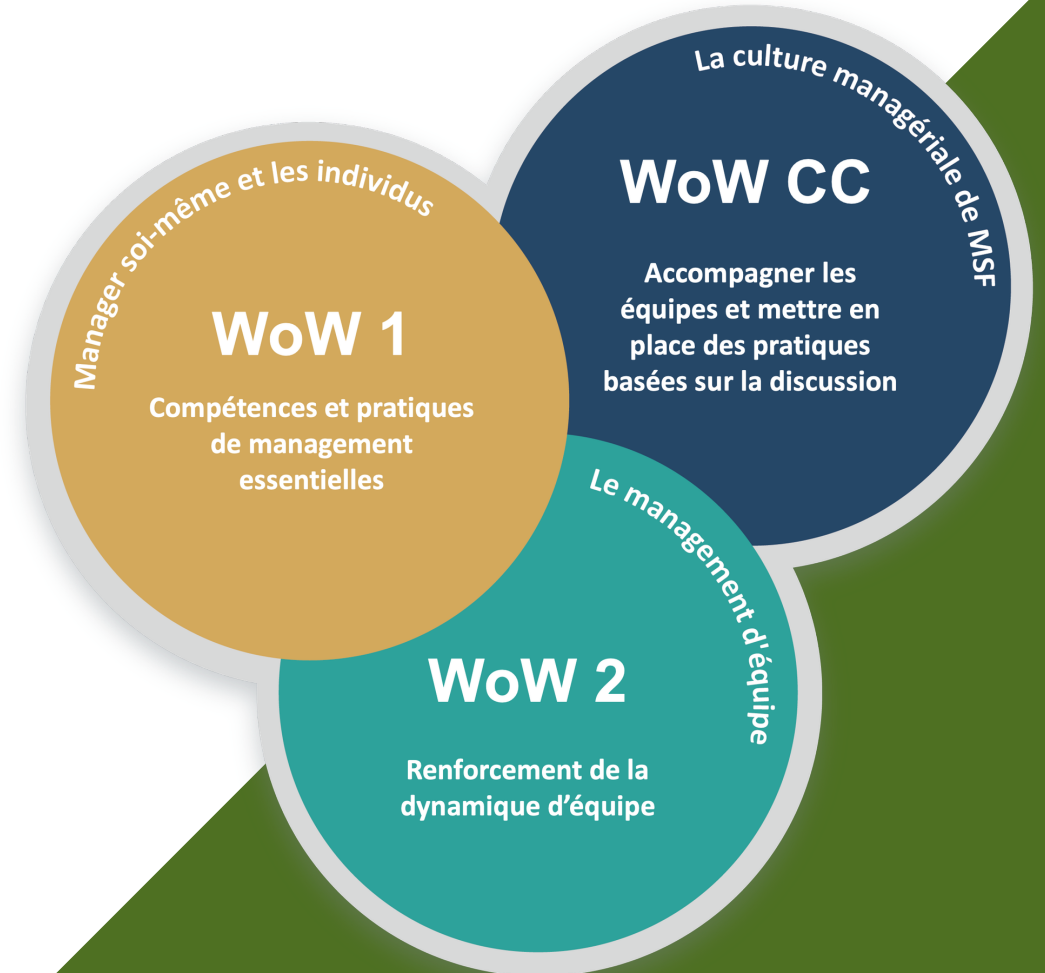 La culture managériale de MSF
WoW CC
Accompagner les
équipes et mettre en
place des pratiques
basées sur la discussion
Manager soi-même et les individus
WoW 1
Compétences et pratiques
de management
essentielles
Le management d'équipe
WoW 2
Renforcement de la
dynamique d’équipe